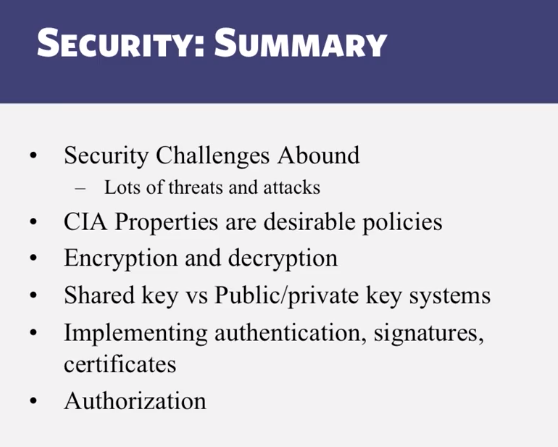 Security: Summary
• Security Challenges Abound
– Lots of threats and attacks
• CIA Properties are desirable policies
• Encryption and decryption
• Shared key vs Public/private key systems
• Implementing authentication, signatures,
certificates
• Authorization